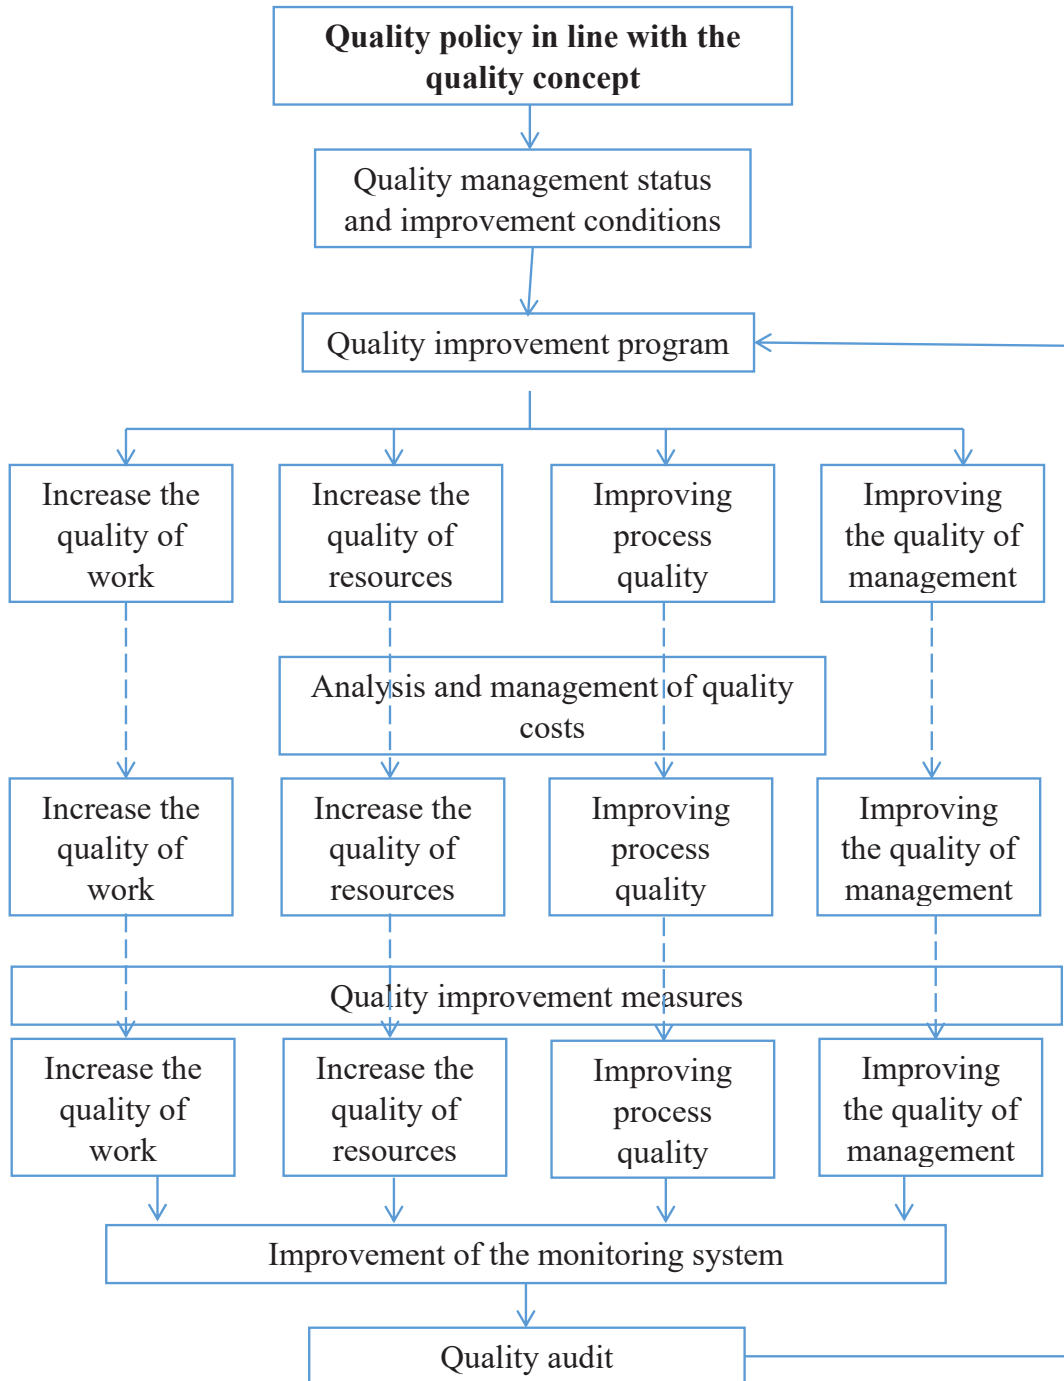 Quality policy in line with the
quality concept
Quality management status
and improvement conditions
Quality improvement program
Increase the
quality of
work
Increase the
quality of
resources
Improving
process
quality
Improving
the quality of
management
Analysis and management of quality
costs
Increase the
quality of
work
Increase the
quality of
resources
Improving
process
quality
Improving
the quality of
management
Quality improvement measures
Increase the
quality of
work
Increase the
quality of
resources
Improving
process
quality
Improving
the quality of
management
Improvement of the monitoring system
Quality audit